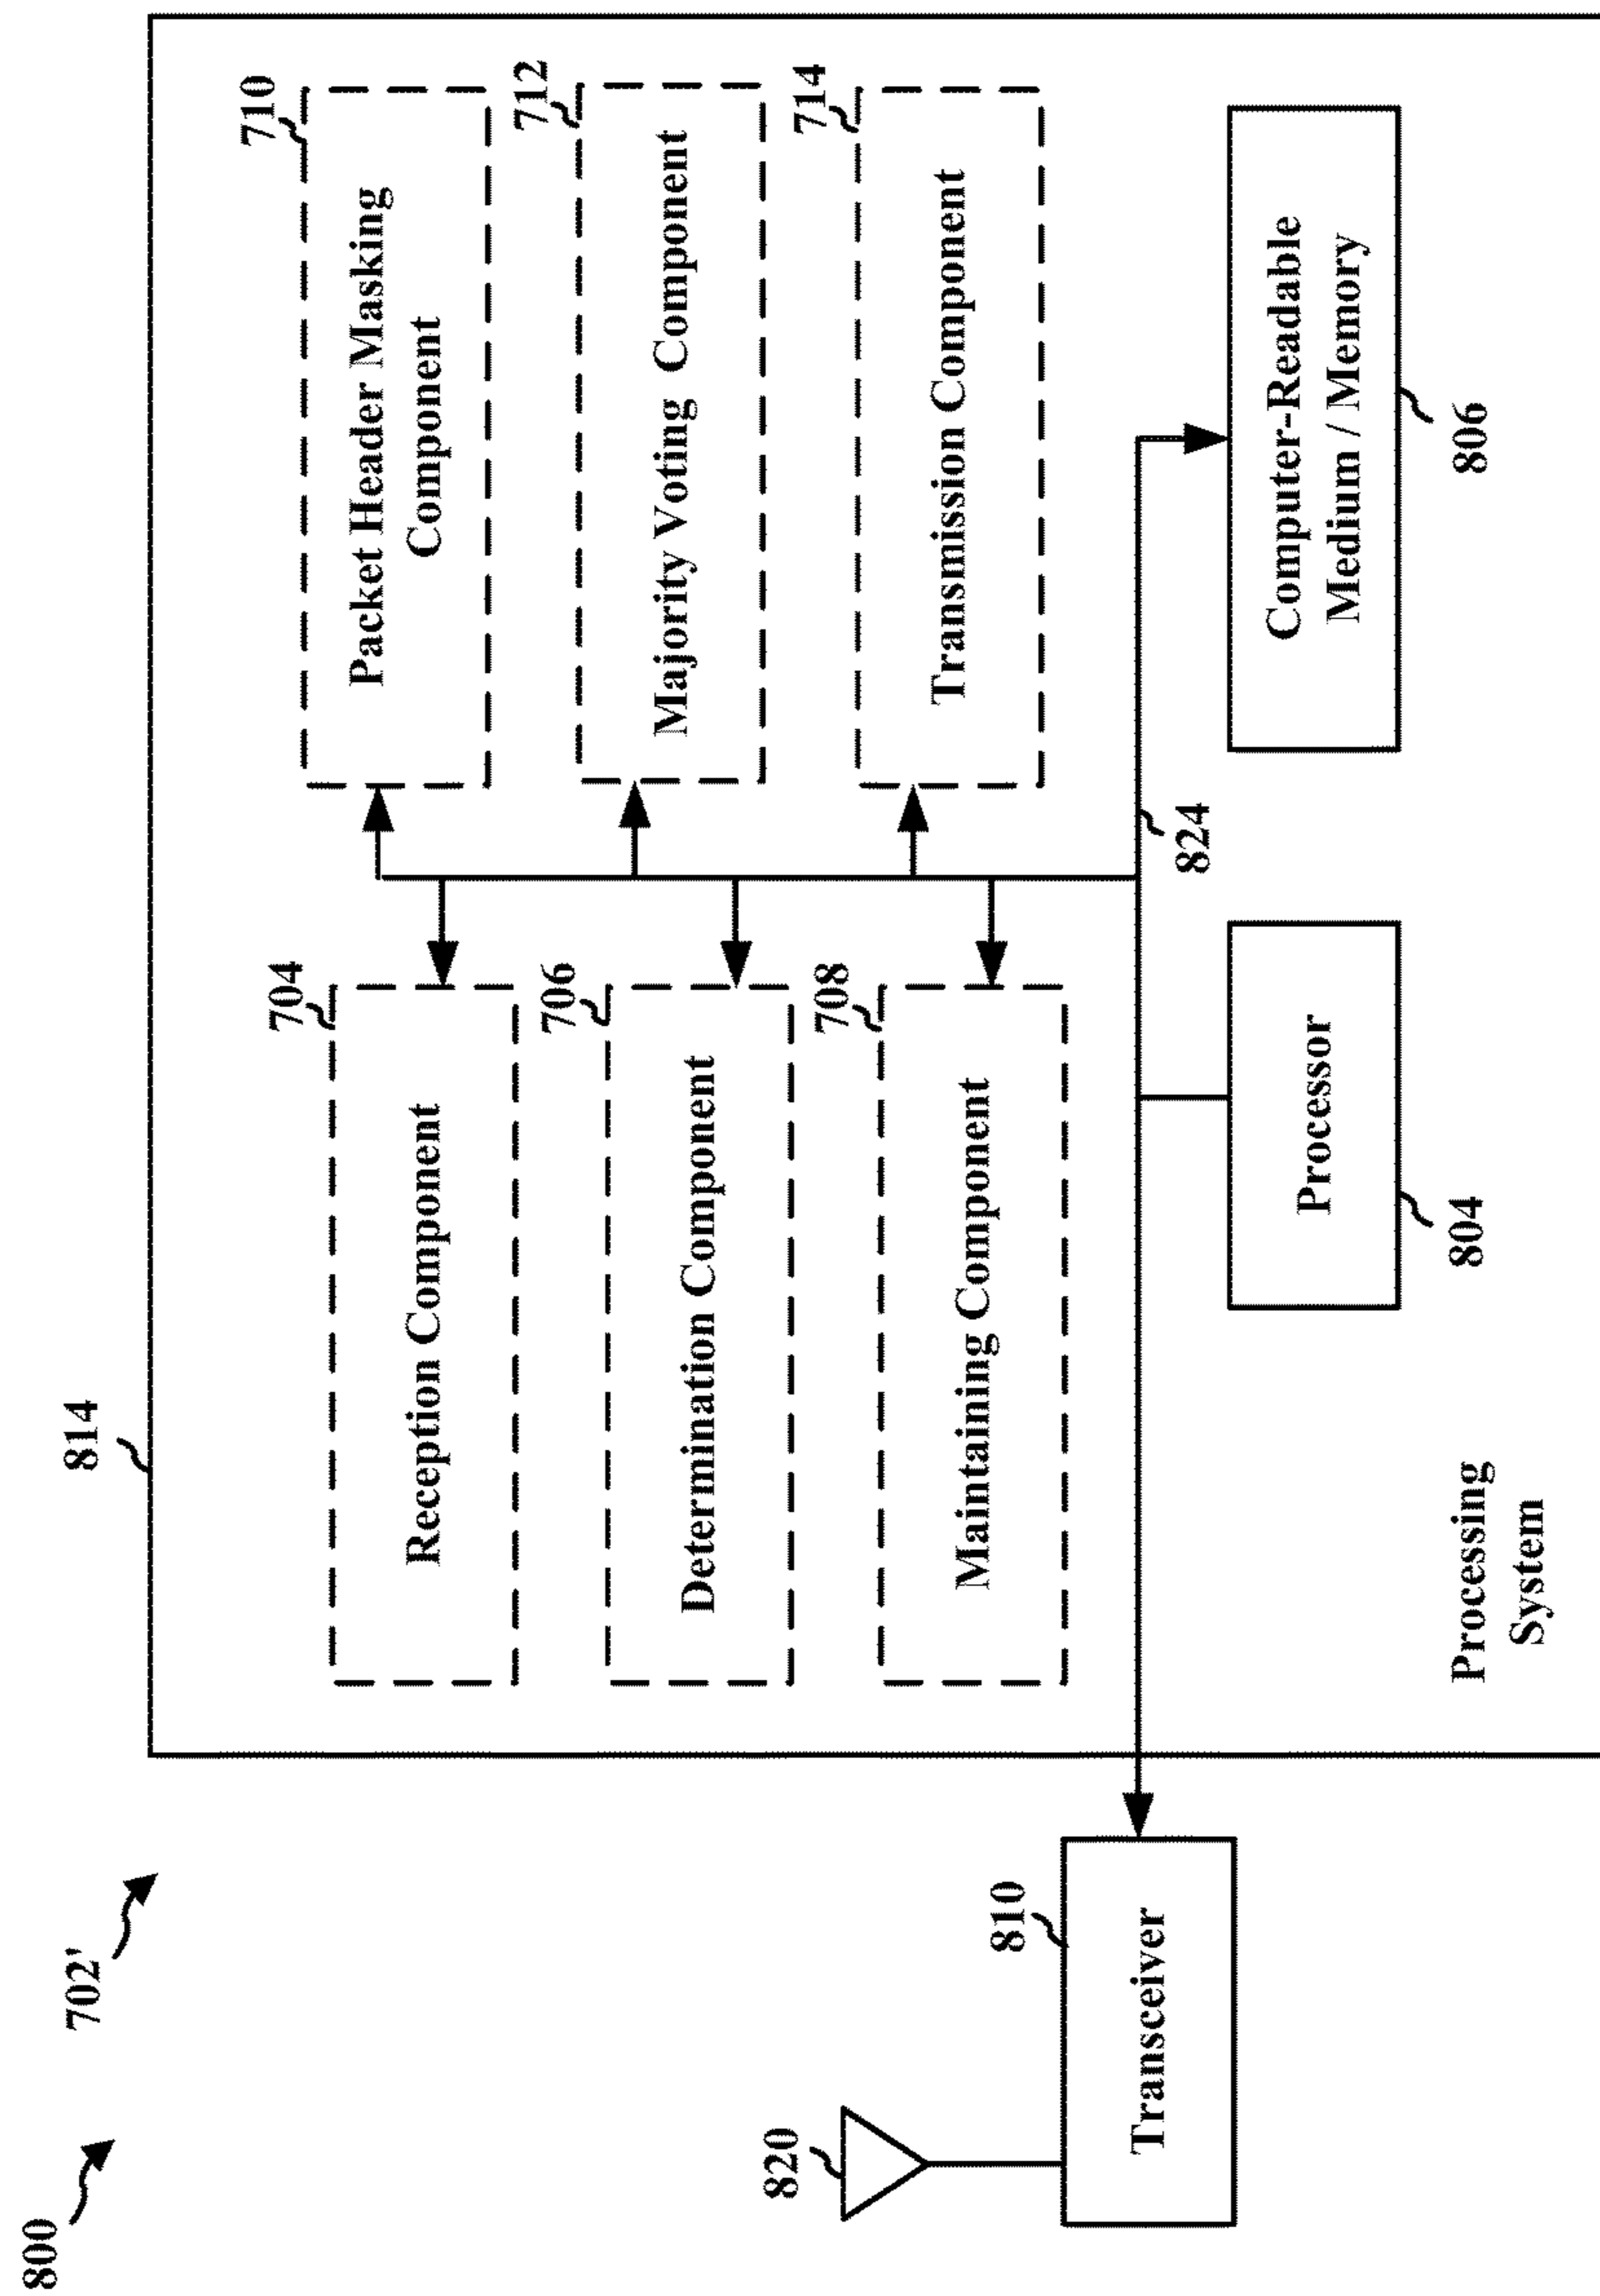 800
702'
814
704
Reception Component
706
Determination Component
708
Maintaining Component
710
Packet Header Masking
Component
712
Majority Voting Component
714
Transmission Component
820
810
Transceiver
824
Processor
804
Computer-Readable
Medium / Memory
806
Processing
System